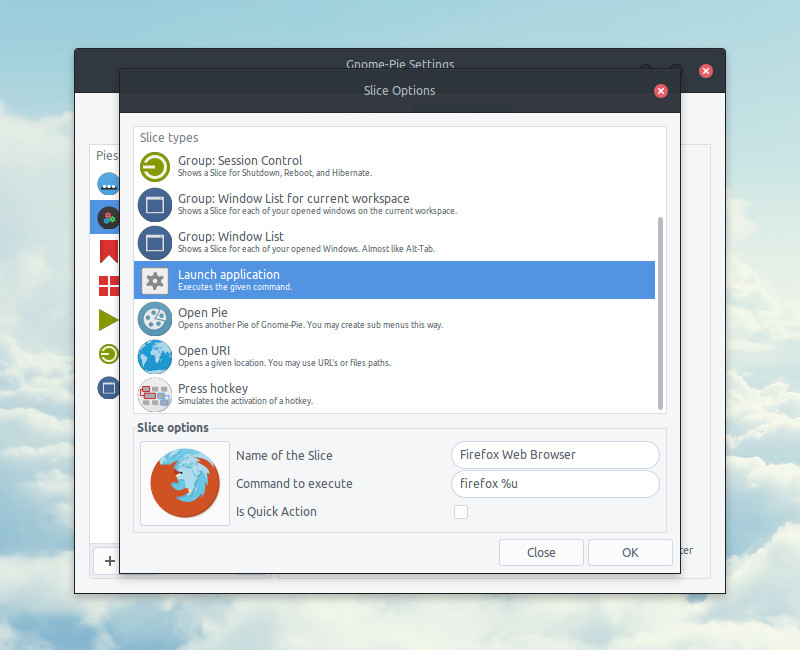 Gnome-Pie Settings
Slice Options
Pies
Slice types
Group: Session Control
Shows a Slice for Shutdown, Reboot, and Hibernate.
Group: Window List for current workspace
Shows a Slice for each of your opened windows on the current workspace.
Group: Window List
Shows a Slice for each of your opened Windows. Almost like Alt-Tab.
Launch application
Executes the given command.
Open Pie
Opens another Pie of Gnome-Pie. You may create sub menus this way.
Open URI
Opens a given location. You may use URL's or files paths.
Press hotkey
Simulates the activation of a hotkey.
Slice options
Name of the Slice Firefox Web Browser
Command to execute firefox %u
Is Quick Action
Close OK